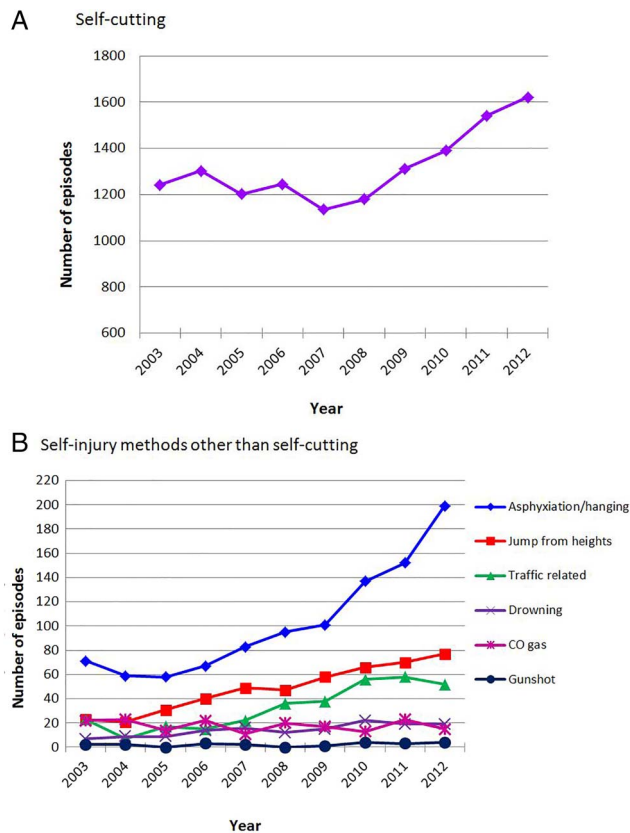 A
Self-cutting
1800
1600
1400
1200
1000
800
600
Number of episodes
2003
2004
2005
2006
2007
2008
2009
2010
2011
2012
Year
B
Self-injury methods other than self-cutting
220
200
180
160
140
120
100
80
60
40
20
0
Number of episodes
2003
2004
2005
2006
2007
2008
2009
2010
2011
2012
Year
Asphyxiation/hanging
Jump from heights
Traffic related
Drowning
CO gas
Gunshot